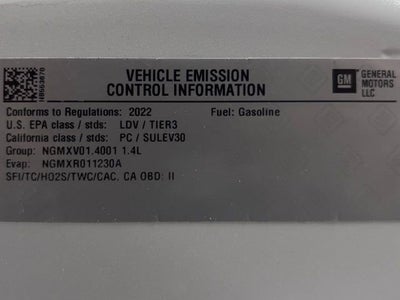 VEHICLE EMISSION
CONTROL INFORMATION
GM GENERAL
MOTORS
LLC
Conforms to Regulations: 2022 Fuel: Gasoline
U.S. EPA class / stds: LDV / TIER3
California class / stds: PC / SULEV30
Group: NGMXV01.4001 1.4L
Evap: NGMXR011230A
SFI/TC/HO2S/TWC/CAC, CA OBD: II